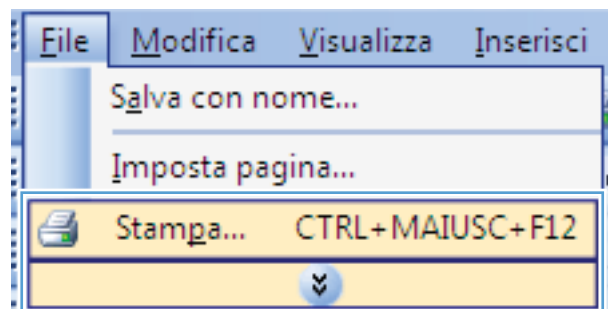 File Modifica Visualizza Inserisci
Salva con nome...
Imposta pagina...
Stampa... CTRL+MAIUSC+F12